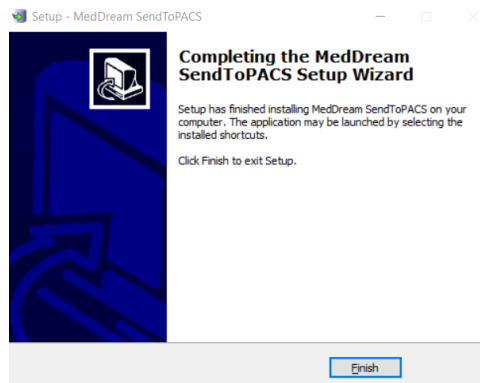 Setup - MedDream SendToPACS
Completing the MedDream
SendToPACS Setup Wizard
Setup has finished installing MedDream SendToPACS on your
computer. The application may be launched by selecting the
installed shortcuts.
Click Finish to exit Setup.
Finish